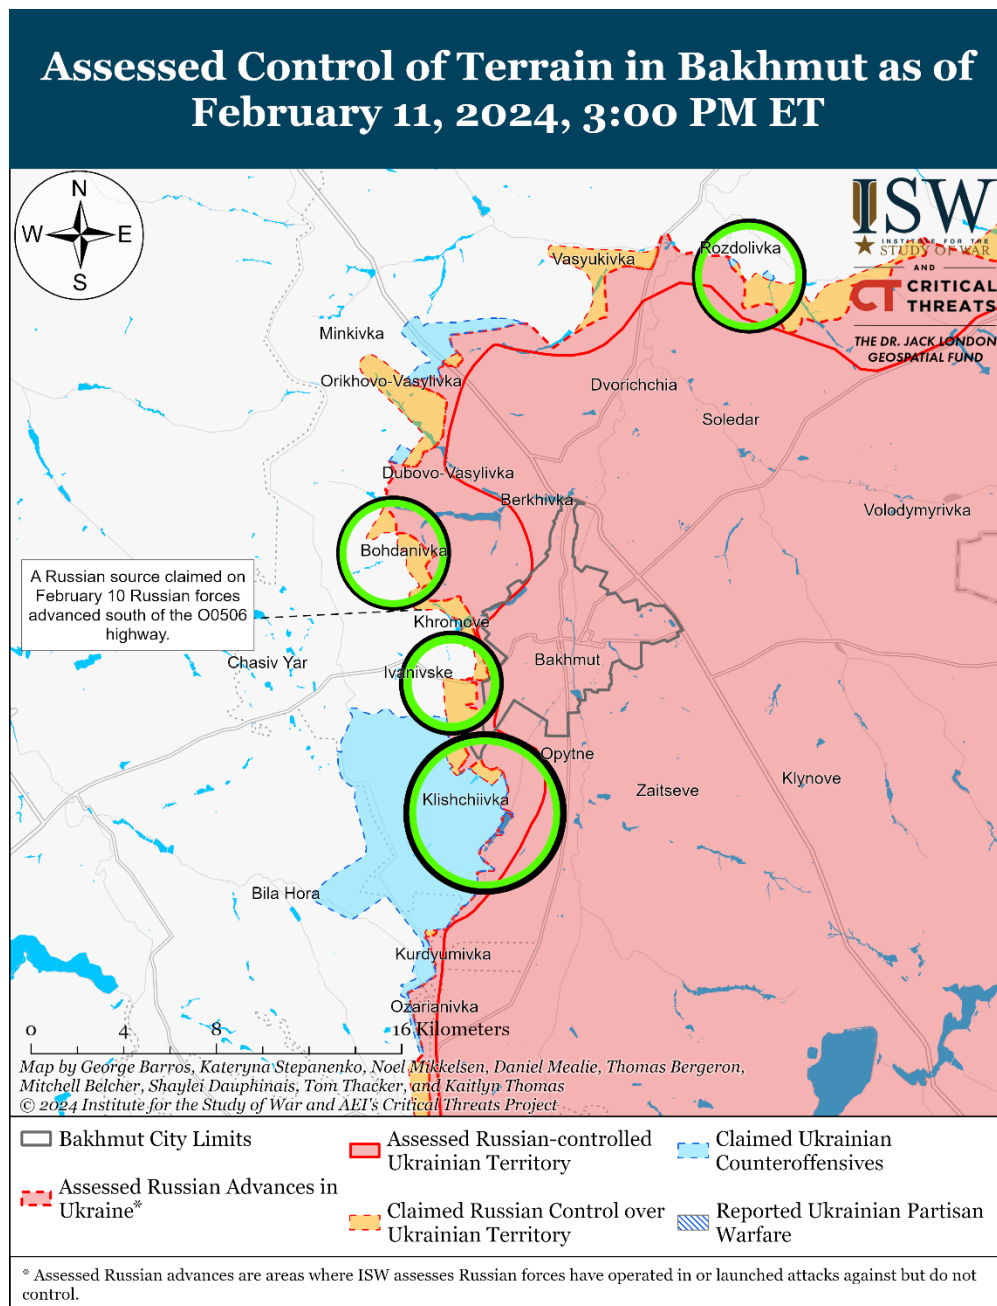 Assessed Control of Terrain in Bakhmut as of
February 11, 2024, 3:00 PM ET
N
W
E
S
ISW
INSTITUTE FOR THE
STUDY OF WAR
AND
CT CRITICAL
THREATS
THE DR. JACK LONDON
GEOSPATIAL FUND
Rozdolivka
Vasyukivka
Minkivka
Orikhovo-Vasylivka
Dvorichchia
Soledar
Dubovo-Vasylivka
Berkhivka
Volodymyrivka
Bohdanivka
A Russian source claimed on
February 10 Russian forces
advanced south of the O0506
highway.
Khromove
Chasiv Yar
Ivanivske
Bakhmut
Opytne
Klishchiivka
Zaitseve
Klynove
Bila Hora
Kurdyumivka
Ozarianivka
0 4 8 16 Kilometers
Map by George Barros, Kateryna Stepanenko, Noel Mikkelsen, Daniel Mealie, Thomas Bergeron,
Mitchell Belcher, Shaylei Dauphinais, Tom Thacker, and Kaitlyn Thomas
© 2024 Institute for the Study of War and AEI's Critical Threats Project
Bakhmut City Limits
Assessed Russian Advances in
Ukraine*
Assessed Russian-controlled
Ukrainian Territory
Claimed Russian Control over
Ukrainian Territory
Claimed Ukrainian
Counteroffensives
Reported Ukrainian Partisan
Warfare
* Assessed Russian advances are areas where ISW assesses Russian forces have operated in or launched attacks against but do not
control.